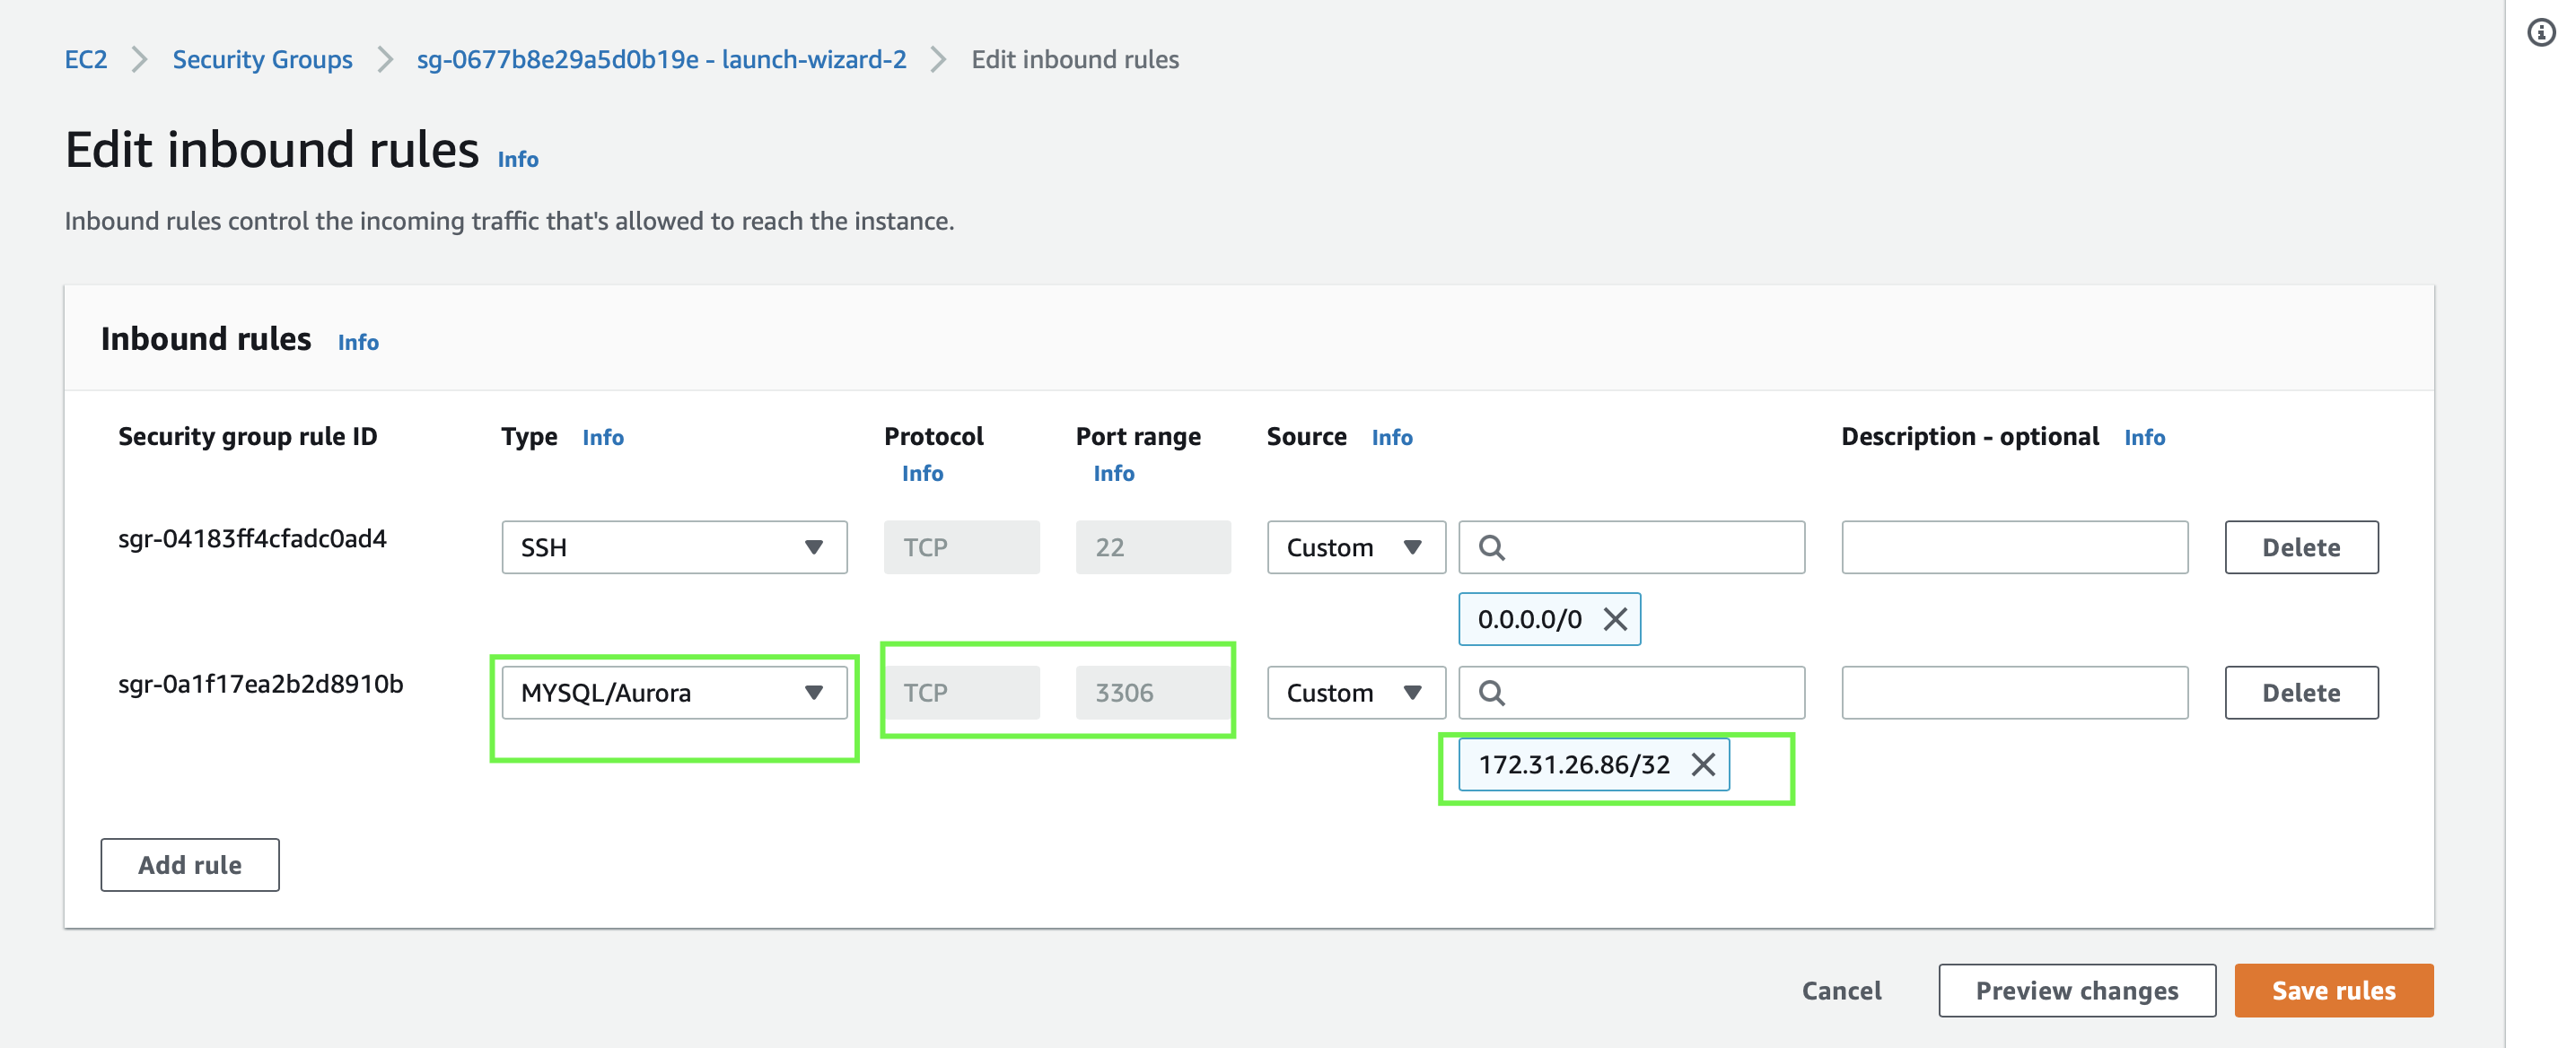 EC2 > Security Groups > sg-0677b8e29a5d0b19e - launch-wizard-2 > Edit inbound rules
Edit inbound rules Info
Inbound rules control the incoming traffic that's allowed to reach the instance.
Inbound rules Info
Security group rule ID Type Info Protocol Port range Source Info Description - optional Info
Info Info
sgr-04183ff4cfadc0ad4 SSH TCP 22 Custom Delete
0.0.0.0/0
sgr-0a1f17ea2b2d8910b MYSQL/Aurora TCP 3306 Custom Delete
172.31.26.86/32
Add rule
Cancel Preview changes Save rules